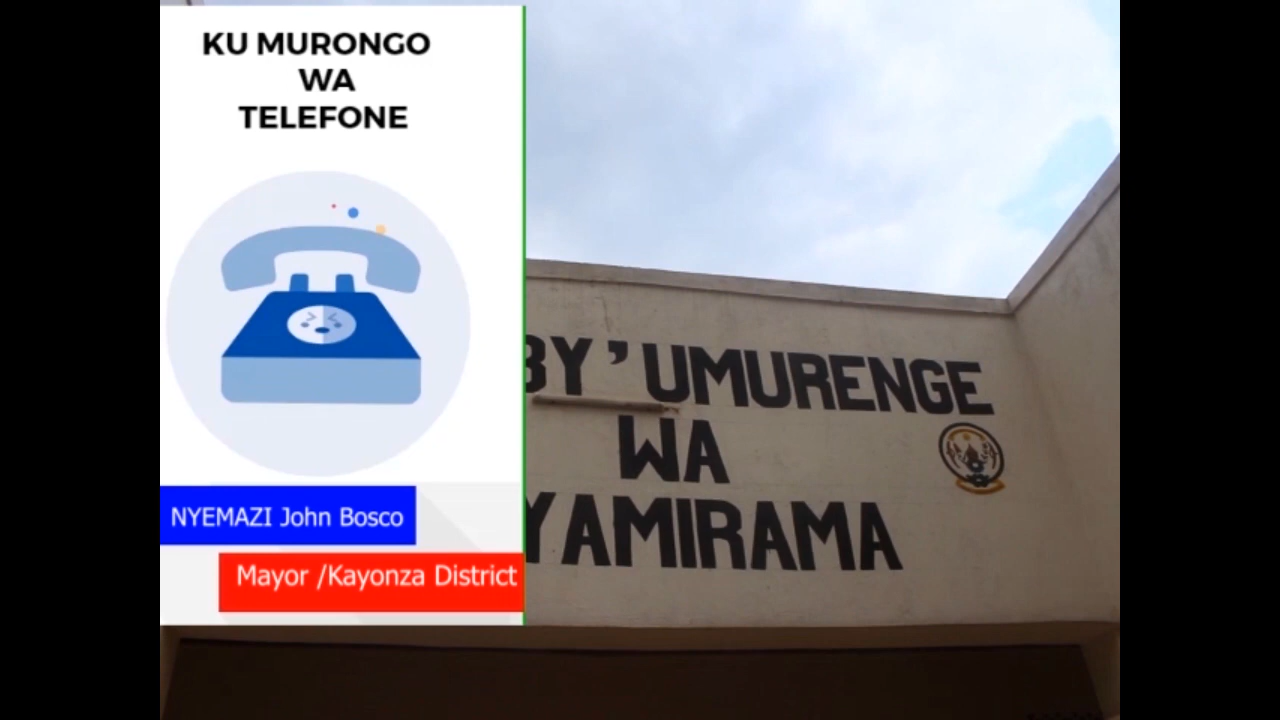 KU MURONGO
WA
TELEFONE
NYEMAZI John Bosco
Mayor /Kayonza District
BY'UMURENGE
WA
YAMIRAMA